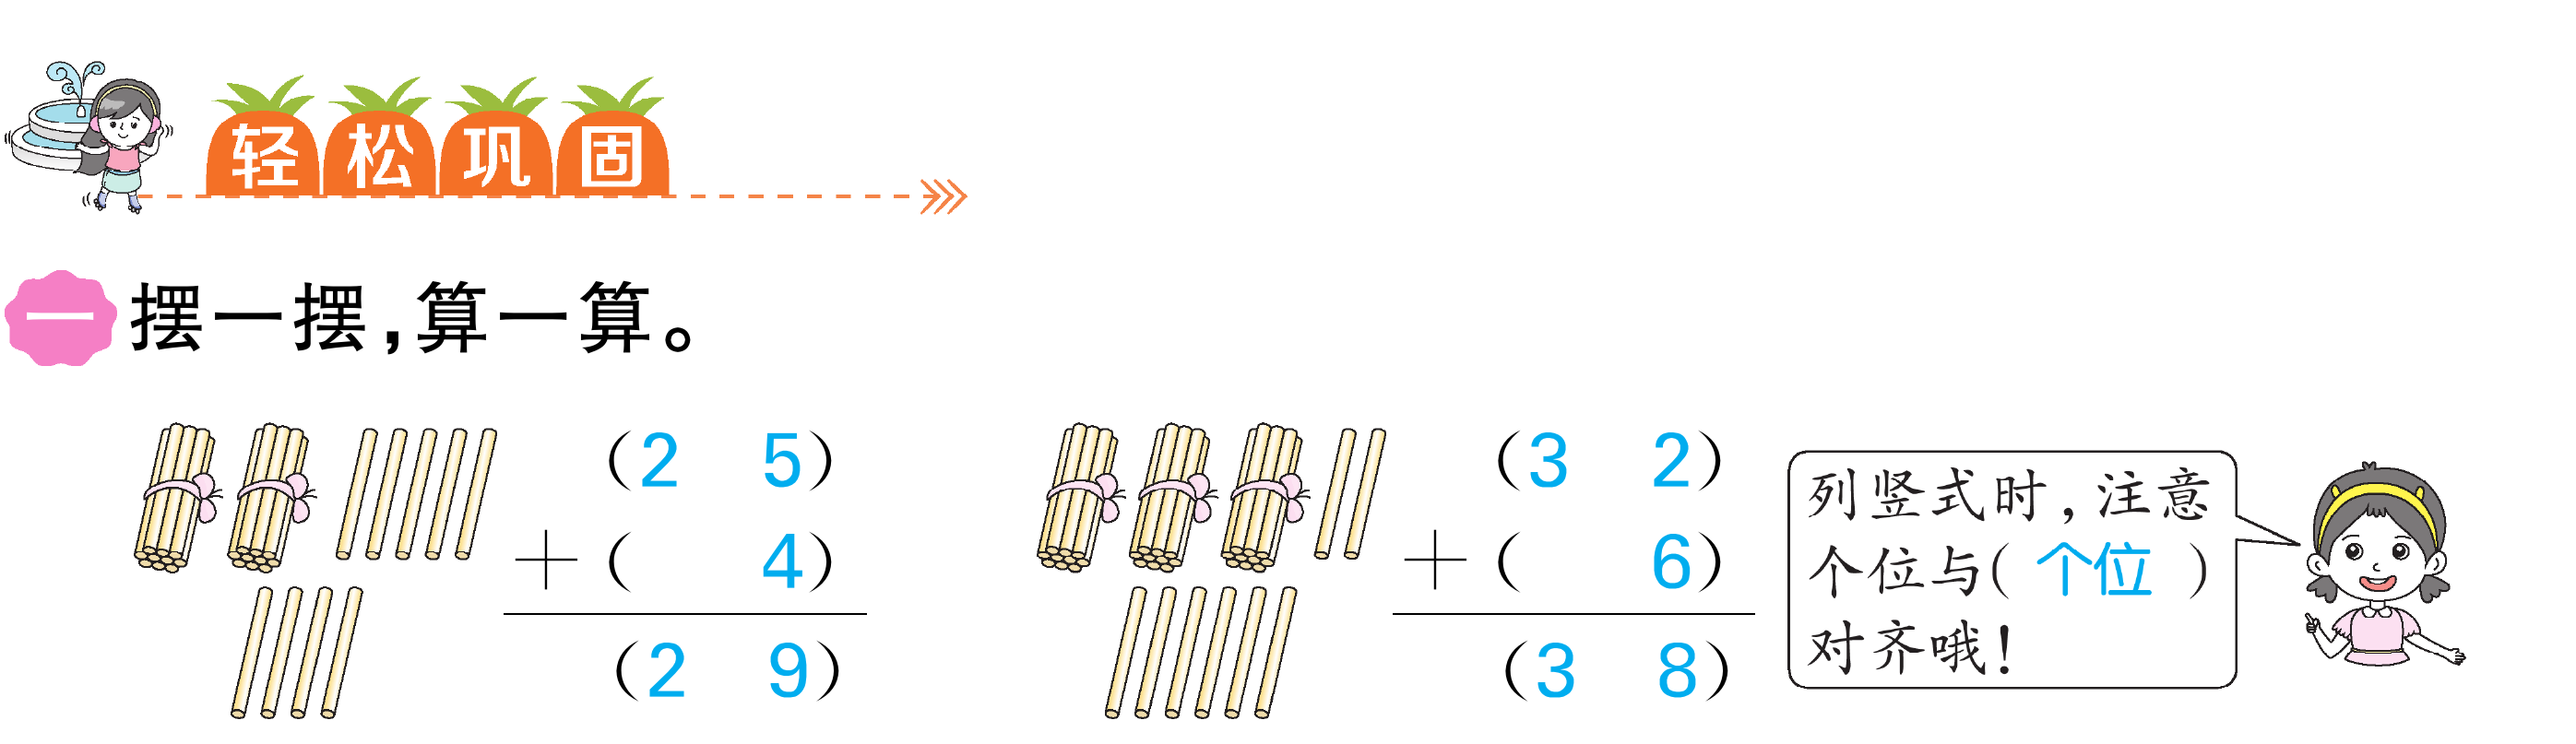 轻松巩固
一 摆一摆,算一算。
(2 5)
+( 4)
(2 9)
(3 2)
+( 6)
(3 8)
列竖式时,注意
个位与( 个位 )
对齐哦!